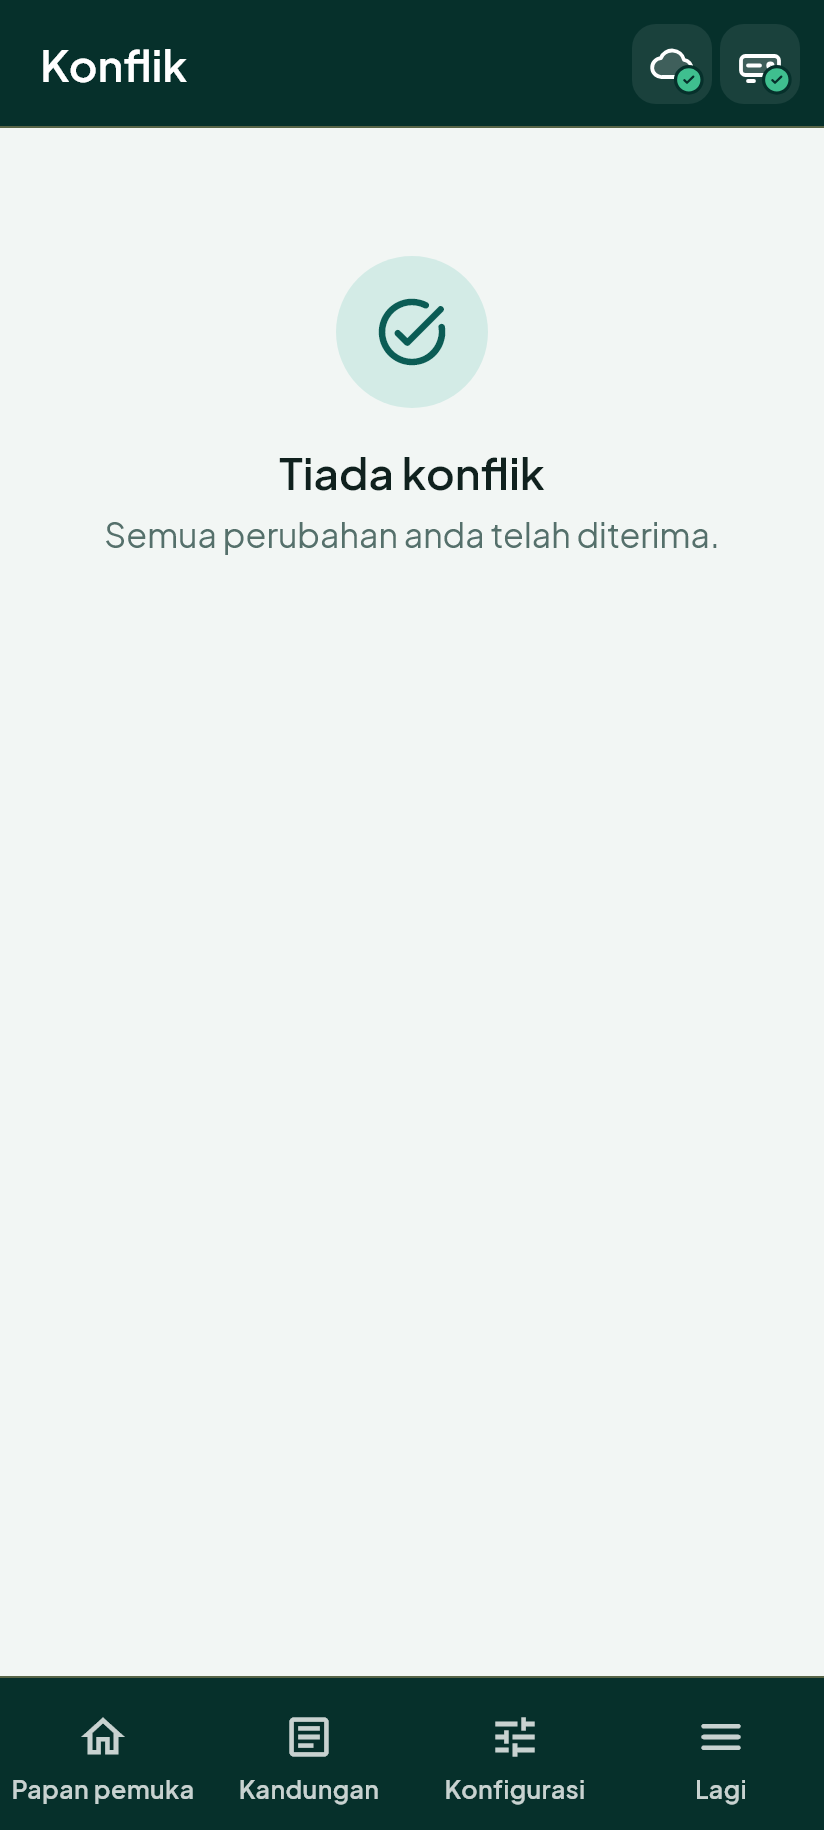 Konflik
Tiada konflik
Semua perubahan anda telah diterima.
Papan pemuka
Kandungan
Konfigurasi
Lagi